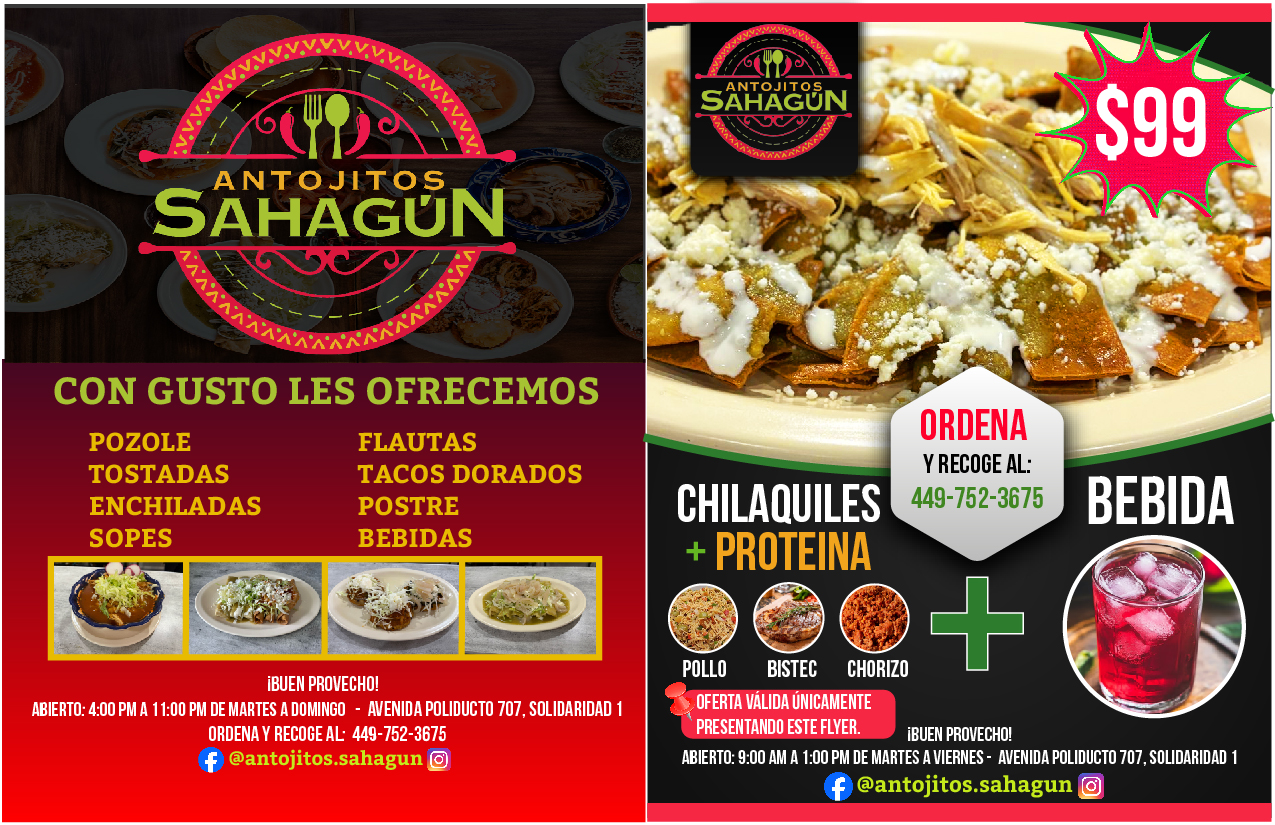 ANTOJITOS
SAHAGÚN
CON GUSTO LES OFRECEMOS
POZOLE
TOSTADAS
ENCHILADAS
SOPES
FLAUTAS
TACOS DORADOS
POSTRE
BEBIDAS
¡BUEN PROVECHO!
ABIERTO: 4:00 PM A 11:00 PM DE MARTES A DOMINGO - AVENIDA POLIDUCTO 707, SOLIDARIDAD 1
ORDENA Y RECOGE AL: 449-752-3675
@antojitos.sahagun
ANTOJITOS
SAHAGÚN
$99
ORDENA
Y RECOGE AL:
449-752-3675
CHILAQUILES
+ PROTEINA
BEBIDA
POLLO
BISTEC
CHORIZO
OFERTA VÁLIDA ÚNICAMENTE
PRESENTANDO ESTE FLYER.
¡BUEN PROVECHO!
ABIERTO: 9:00 AM A 1:00 PM DE MARTES A VIERNES - AVENIDA POLIDUCTO 707, SOLIDARIDAD 1
@antojitos.sahagun